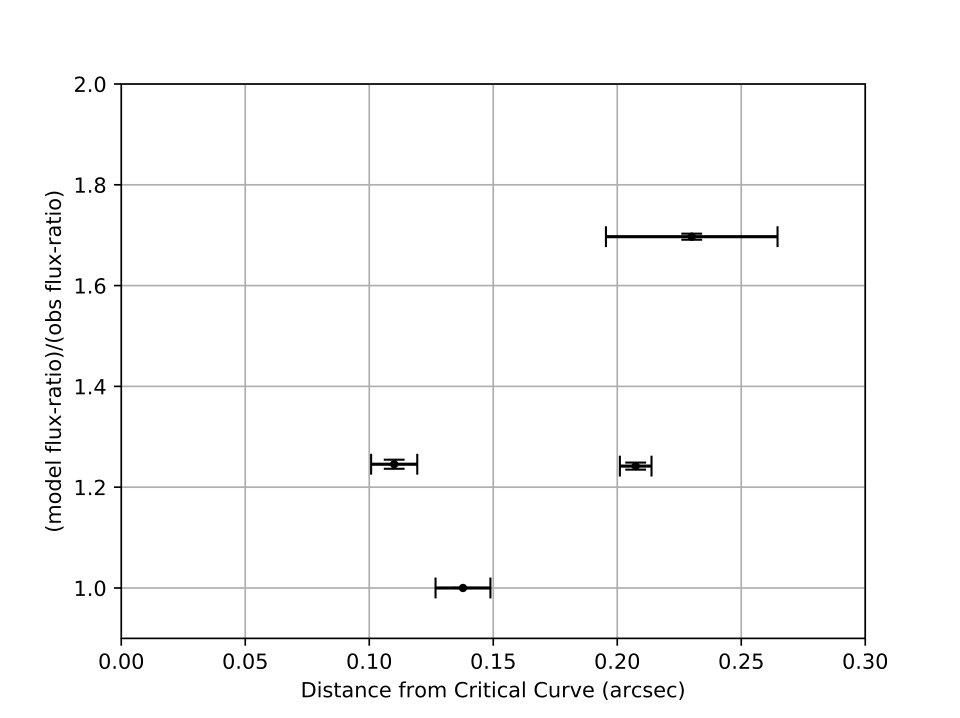 2.0
1.8
1.6
1.4
1.2
1.0
(model flux-ratio)/(obs flux-ratio)
0.00 0.05 0.10 0.15 0.20 0.25 0.30
Distance from Critical Curve (arcsec)